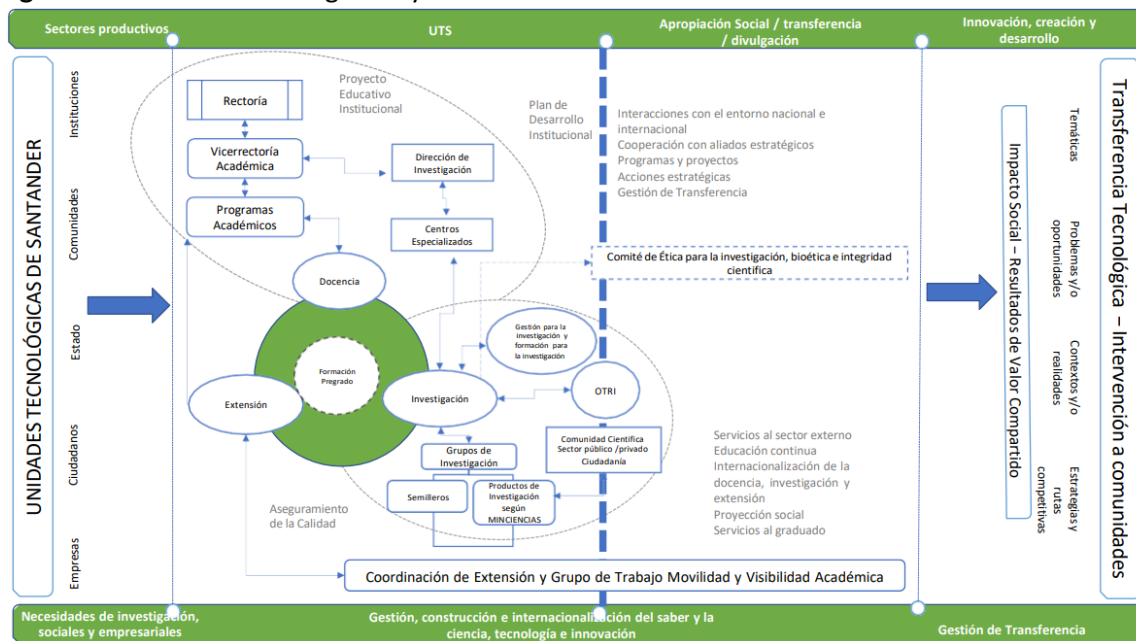 Sectores productivos
UTS
Apropiación Social / transferencia
/ divulgación
Innovación, creación y
desarrollo
UNIDADES TECNOLÓGICAS DE SANTANDER
Instituciones
Comunidades
Estado
Ciudadanos
Empresas
Proyecto
Educativo
Institucional
Rectoría
Vicerrectoría
Académica
Programas
Académicos
Dirección de
Investigación
Centros
Especializados
Plan de
Desarrollo
Institucional
Interacciones con el entorno nacional e
internacional
Cooperación con aliados estratégicos
Programas y proyectos
Acciones estratégicas
Gestión de Transferencia
Comité de Ética para la investigación, bioética e integridad
científica
Docencia
Formación
Pregrado
Extensión
Investigación
Gestión para la
investigación y
formación para
la investigación
OTRI
Comunidad Científica
Sector público /privado
Ciudadanía
Grupos de
Investigación
Semilleros
Productos de
Investigación
según
MINCIENCIAS
Aseguramiento
de la Calidad
Servicios al sector externo
Educación continua
Internacionalización de la
docencia, investigación y
extensión
Proyección social
Servicios al graduado
Coordinación de Extensión y Grupo de Trabajo Movilidad y Visibilidad Académica
Impacto Social – Resultados de Valor Compartido
Temáticas
Problemas y/o
oportunidades
Contextos y/o
realidades
Estrategias y
rutas
competitivas
Transferencia Tecnológica – Intervención a comunidades
Necesidades de investigación,
sociales y empresariales
Gestión, construcción e internacionalización del saber y la
ciencia, tecnología e innovación
Gestión de Transferencia